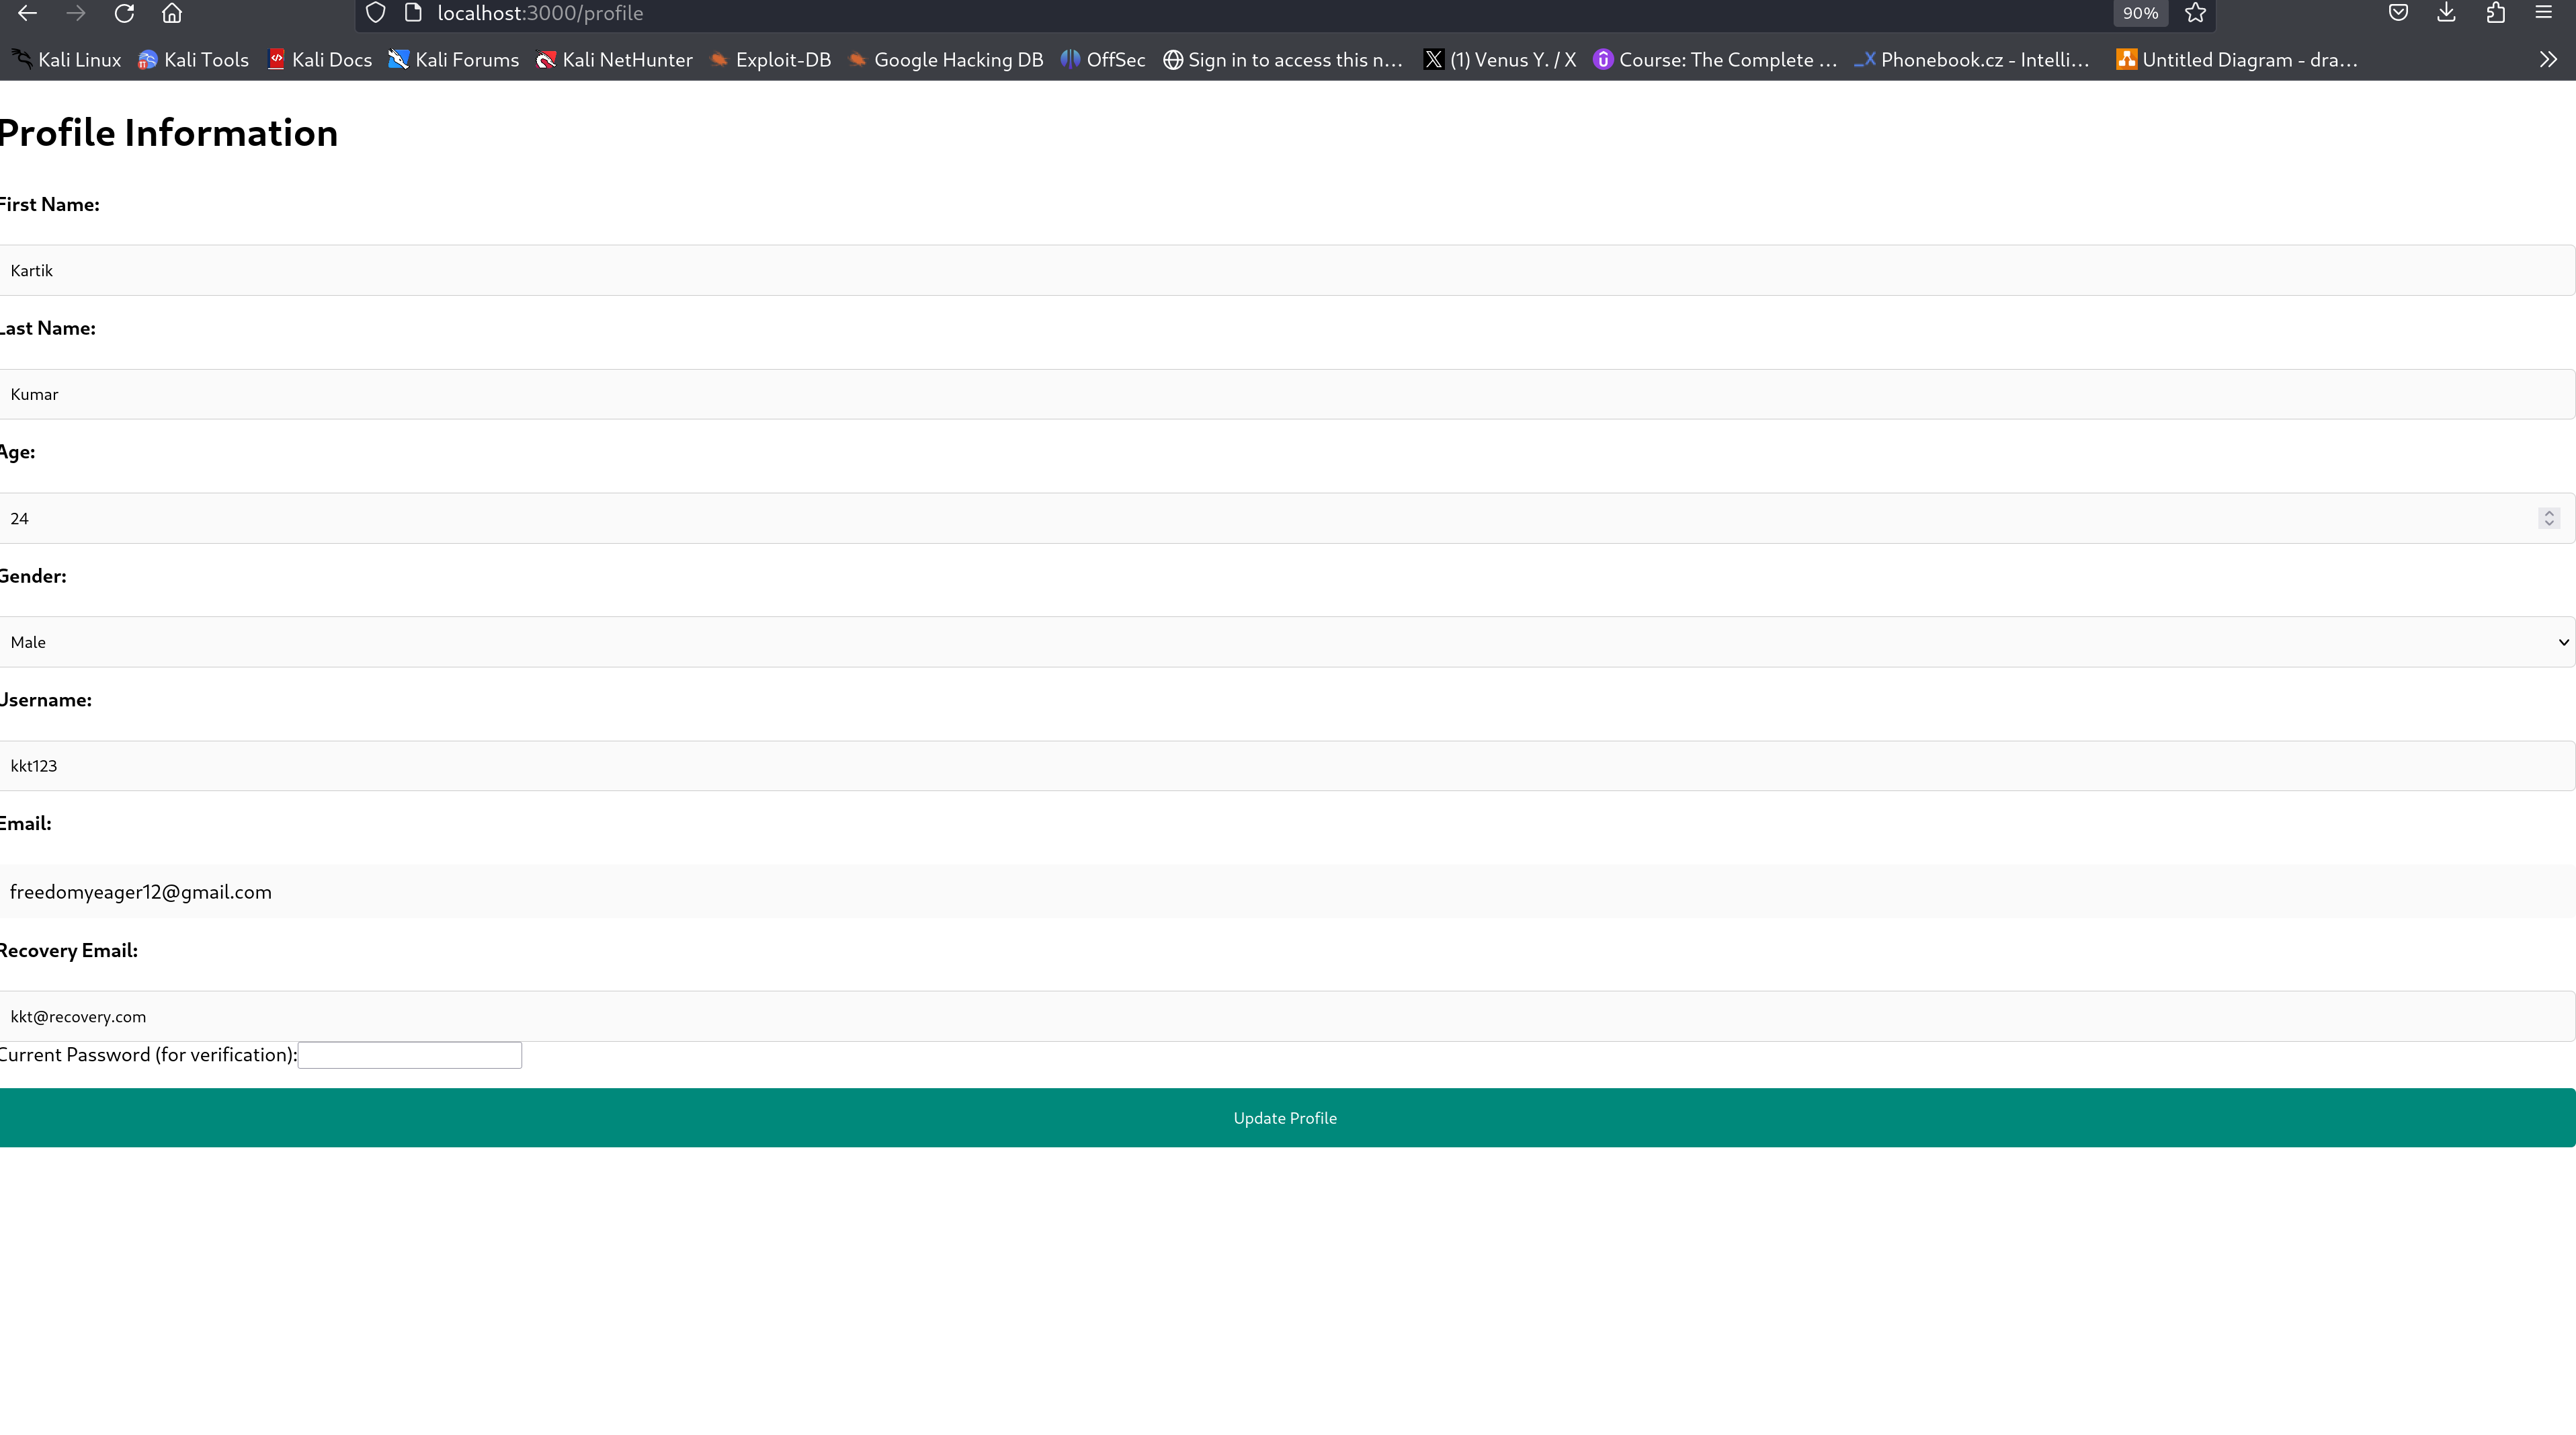 localhost:3000/profile
90%
Kali Linux Kali Tools Kali Docs Kali Forums Kali NetHunter Exploit-DB Google Hacking DB OffSec Sign in to access this n... (1) Venus Y. / X Course: The Complete ... Phonebook.cz - Intelli... Untitled Diagram - dra...
Profile Information
First Name:
Kartik
Last Name:
Kumar
Age:
24
Gender:
Male
Username:
kkt123
Email:
freedomyeager12@gmail.com
Recovery Email:
kkt@recovery.com
Current Password (for verification):
Update Profile